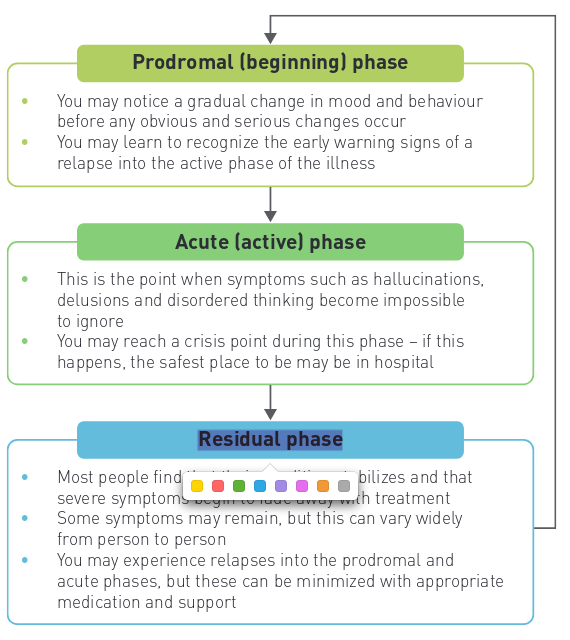 Prodromal (beginning) phase
• You may notice a gradual change in mood and behaviour
before any obvious and serious changes occur
• You may learn to recognize the early warning signs of a
relapse into the active phase of the illness
Acute (active) phase
• This is the point when symptoms such as hallucinations,
delusions and disordered thinking become impossible
to ignore
• You may reach a crisis point during this phase – if this
happens, the safest place to be may be in hospital
Residual phase
• Most people find that their condition stabilizes and that
severe symptoms begin to fade away with treatment
• Some symptoms may remain, but this can vary widely
from person to person
• You may experience relapses into the prodromal and
acute phases, but these can be minimized with appropriate
medication and support